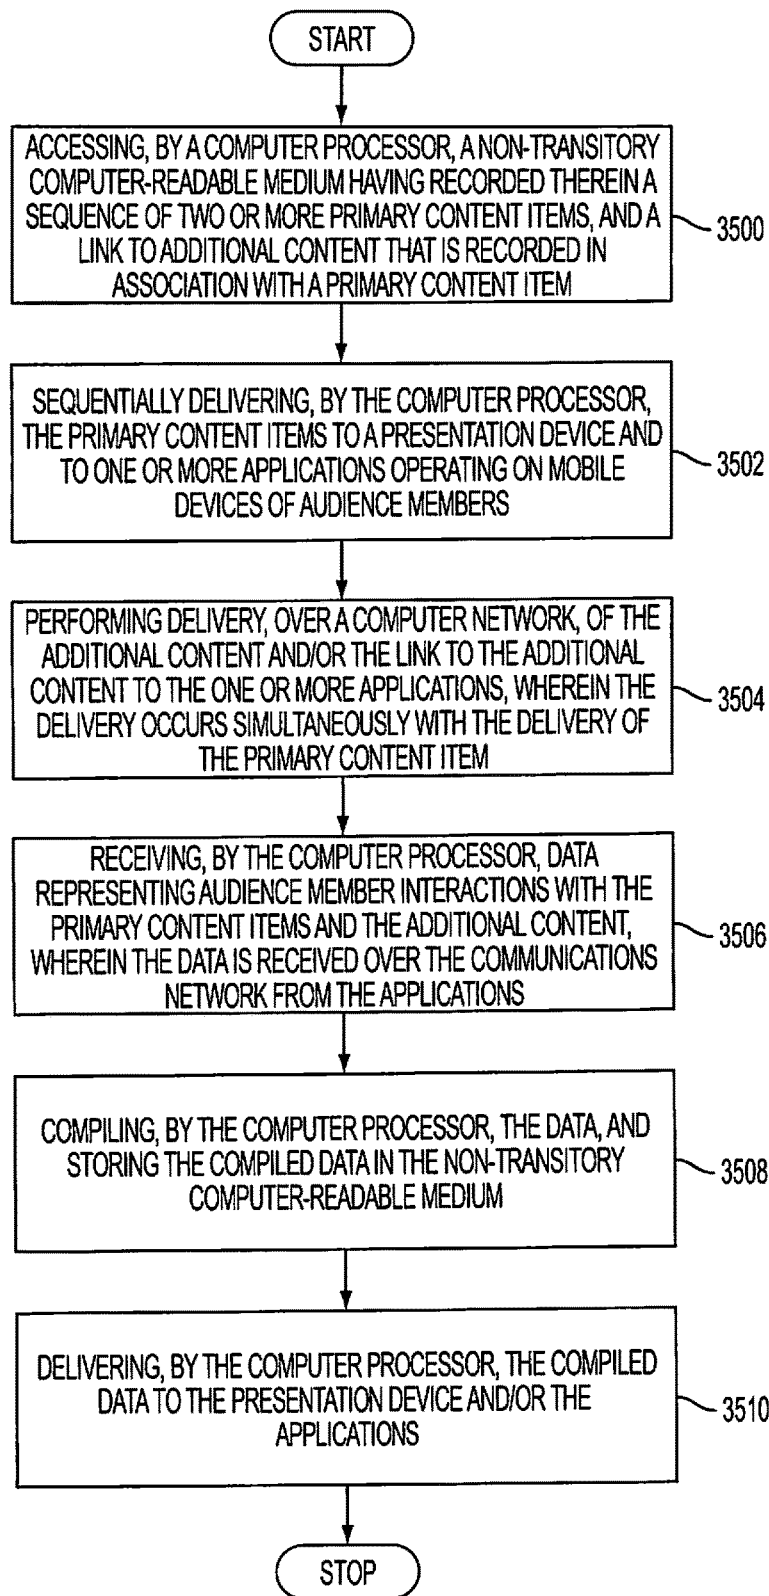 START
ACCESSING, BY A COMPUTER PROCESSOR, A NON-TRANSITORY
COMPUTER-READABLE MEDIUM HAVING RECORDED THEREIN A
SEQUENCE OF TWO OR MORE PRIMARY CONTENT ITEMS, AND A
LINK TO ADDITIONAL CONTENT THAT IS RECORDED IN
ASSOCIATION WITH A PRIMARY CONTENT ITEM
3500
SEQUENTIALLY DELIVERING, BY THE COMPUTER PROCESSOR,
THE PRIMARY CONTENT ITEMS TO A PRESENTATION DEVICE AND
TO ONE OR MORE APPLICATIONS OPERATING ON MOBILE
DEVICES OF AUDIENCE MEMBERS
3502
PERFORMING DELIVERY, OVER A COMPUTER NETWORK, OF THE
ADDITIONAL CONTENT AND/OR THE LINK TO THE ADDITIONAL
CONTENT TO THE ONE OR MORE APPLICATIONS, WHEREIN THE
DELIVERY OCCURS SIMULTANEOUSLY WITH THE DELIVERY OF
THE PRIMARY CONTENT ITEM
3504
RECEIVING, BY THE COMPUTER PROCESSOR, DATA
REPRESENTING AUDIENCE MEMBER INTERACTIONS WITH THE
PRIMARY CONTENT ITEMS AND THE ADDITIONAL CONTENT,
WHEREIN THE DATA IS RECEIVED OVER THE COMMUNICATIONS
NETWORK FROM THE APPLICATIONS
3506
COMPILING, BY THE COMPUTER PROCESSOR, THE DATA, AND
STORING THE COMPILED DATA IN THE NON-TRANSITORY
COMPUTER-READABLE MEDIUM
3508
DELIVERING, BY THE COMPUTER PROCESSOR, THE COMPILED
DATA TO THE PRESENTATION DEVICE AND/OR THE
APPLICATIONS
3510
STOP